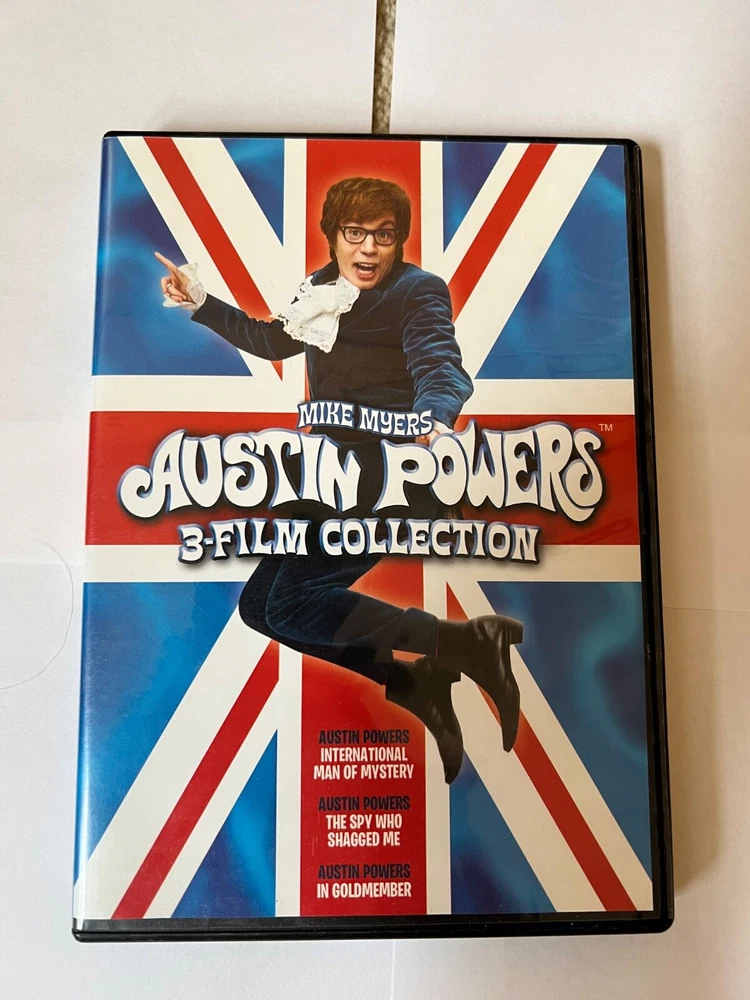 MIKE MYERS
AUSTIN POWERS™
3-FILM COLLECTION
AUSTIN POWERS
INTERNATIONAL
MAN OF MYSTERY
AUSTIN POWERS
THE SPY WHO
SHAGGED ME
AUSTIN POWERS
IN GOLDMEMBER